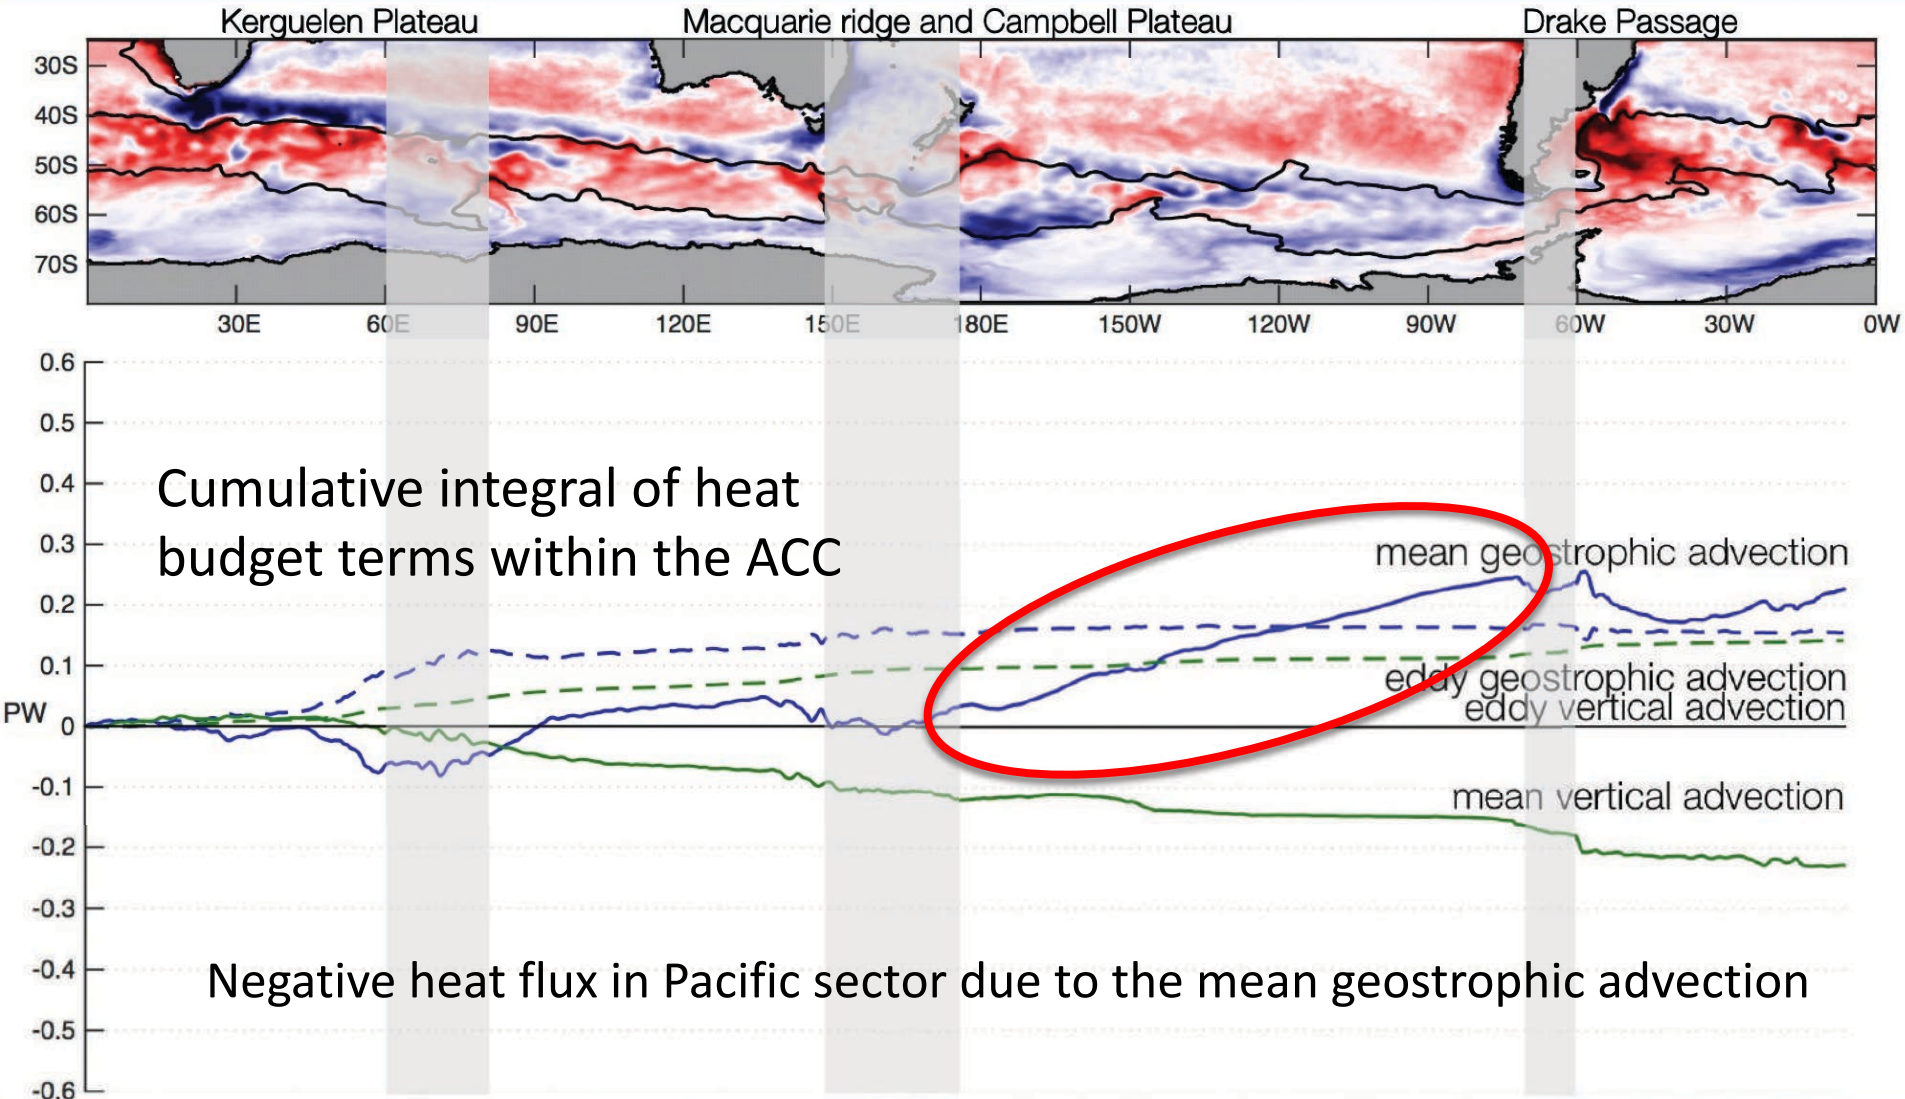 Kerguelen Plateau
Macquarie ridge and Campbell Plateau
Drake Passage
30S
40S
50S
60S
70S
30E
60E
90E
120E
150E
180E
150W
120W
90W
60W
30W
0W
0.6
0.5
0.4
0.3
0.2
0.1
PW
0
-0.1
-0.2
-0.3
-0.4
-0.5
-0.6
Cumulative integral of heat
budget terms within the ACC
mean geostrophic advection
eddy geostrophic advection
eddy vertical advection
mean vertical advection
Negative heat flux in Pacific sector due to the mean geostrophic advection